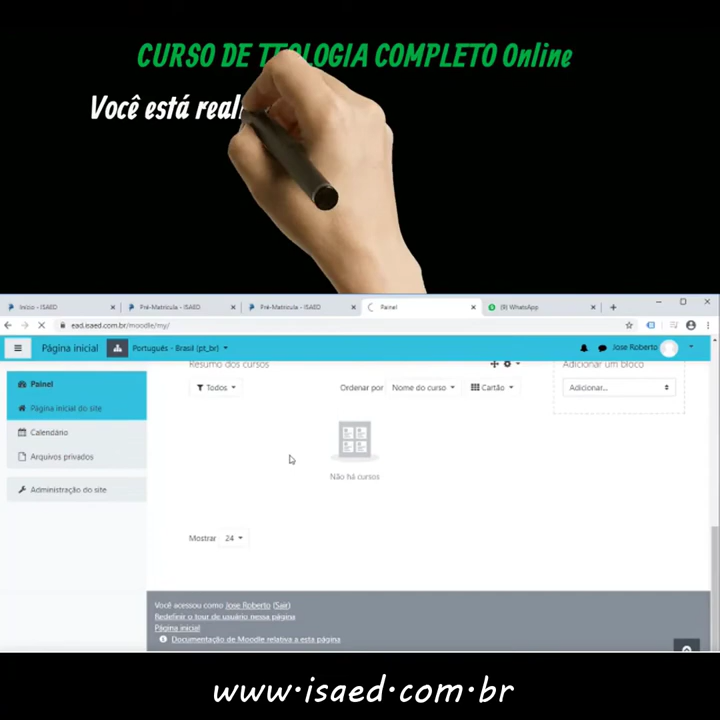 CURSO DE TEOLOGIA COMPLETO Online
Você está real
Início - ISAED
Pré-Matricula - ISAED
Pré-Matricula - ISAED
Painel
(9) WhatsApp
ead.isaed.com.br/moodle/my/
Página inicial
Português - Brasil (pt_br)
Jose Roberto
Painel
Página inicial do site
Calendário
Arquivos privados
Administração do site
Resumo dos cursos
Todos
Ordenar por
Nome do curso
Cartão
Não há cursos
Mostrar 24
Adicionar um bloco
Adicionar...
Você acessou como Jose Roberto (Sair)
Redefinir o tour de usuário nessa página
Página inicial
Documentação de Moodle relativa a esta página
www.isaed.com.br